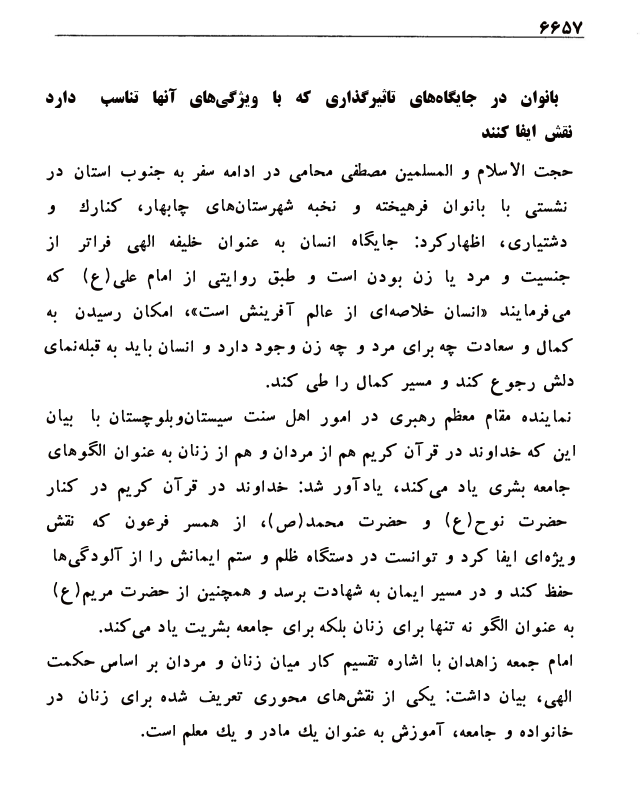 ۶۶۵۷
بانوان در جایگاه‌های تاثیرگذاری که با ویژگی‌های آنها تناسب دارد
نقش ایفا کنند
حجت الاسلام و المسلمین مصطفی محامی در ادامه سفر به جنوب استان در
نشستی با بانوان فرهیخته و نخبه شهرستان‌های چابهار، کنارك و
دشتیاری، اظهارکرد: جایگاه انسان به عنوان خلیفه الهی فراتر از
جنسیت و مرد یا زن بودن است و طبق روایتی از امام علی(ع) که
می‌فرمایند «انسان خلاصه‌ای از عالم آفرینش است»، امکان رسیدن به
کمال و سعادت چه برای مرد و چه زن وجود دارد و انسان باید به قبله‌نمای
دلش رجوع کند و مسیر کمال را طی کند.
نماینده مقام معظم رهبری در امور اهل سنت سیستان‌وبلوچستان با بیان
این که خداوند در قرآن کریم هم از مردان و هم از زنان به عنوان الگوهای
جامعه بشری یاد می‌کند، یادآور شد: خداوند در قرآن کریم در کنار
حضرت نوح(ع) و حضرت محمد(ص)، از همسر فرعون که نقش
ویژه‌ای ایفا کرد و توانست در دستگاه ظلم و ستم ایمانش را از آلودگی‌ها
حفظ کند و در مسیر ایمان به شهادت برسد و همچنین از حضرت مریم(ع)
به عنوان الگو نه تنها برای زنان بلکه برای جامعه بشریت یاد می‌کند.
امام جمعه زاهدان با اشاره تقسیم کار میان زنان و مردان بر اساس حکمت
الهی، بیان داشت: یکی از نقش‌های محوری تعریف شده برای زنان در
خانواده و جامعه، آموزش به عنوان یك مادر و یك معلم است.